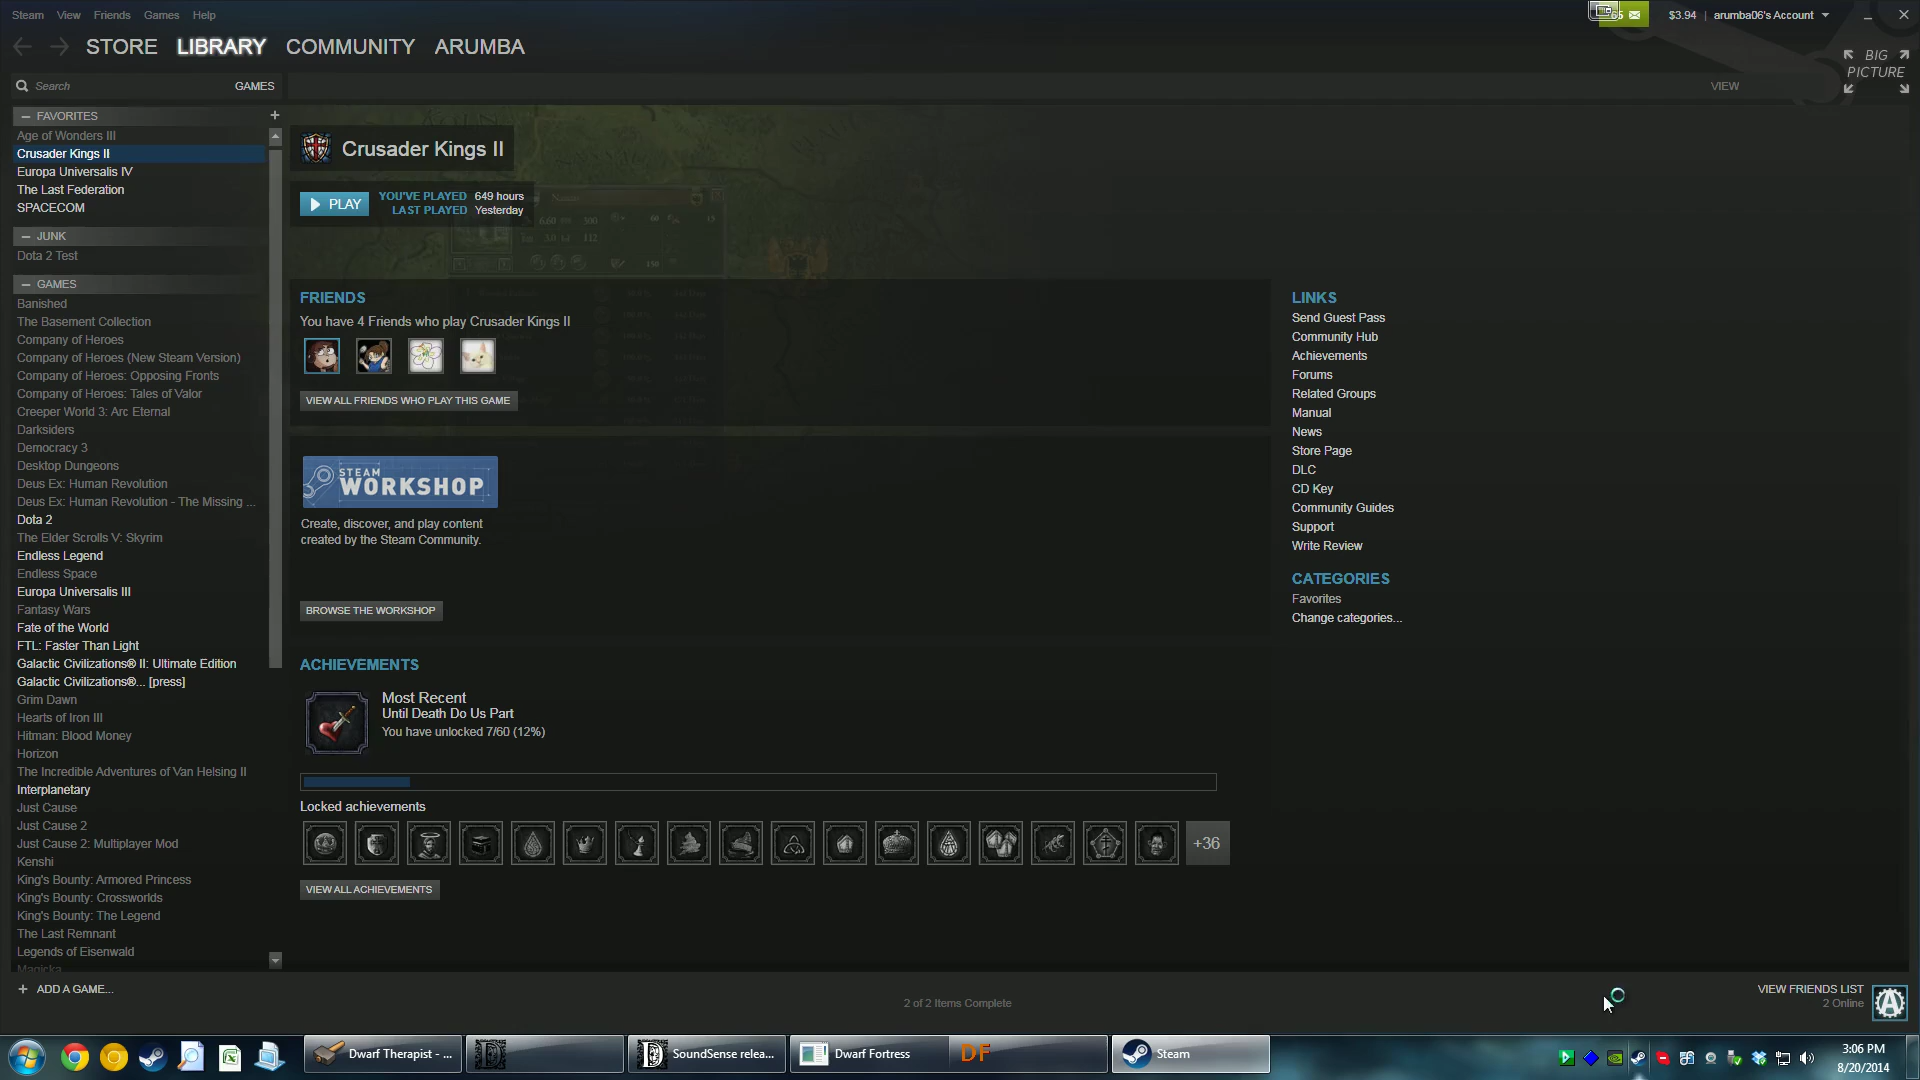 Steam View Friends Games Help
65 $3.94 arumba06's Account
STORE LIBRARY COMMUNITY ARUMBA
BIG PICTURE
Search GAMES VIEW
FAVORITES +
Age of Wonders III
Crusader Kings II
Europa Universalis IV
The Last Federation
SPACECOM
JUNK
Dota 2 Test
GAMES
Banished
The Basement Collection
Company of Heroes
Company of Heroes (New Steam Version)
Company of Heroes: Opposing Fronts
Company of Heroes: Tales of Valor
Creeper World 3: Arc Eternal
Darksiders
Democracy 3
Desktop Dungeons
Deus Ex: Human Revolution
Deus Ex: Human Revolution - The Missing ...
Dota 2
The Elder Scrolls V: Skyrim
Endless Legend
Endless Space
Europa Universalis III
Fantasy Wars
Fate of the World
FTL: Faster Than Light
Galactic Civilizations® II: Ultimate Edition
Galactic Civilizations®... [press]
Grim Dawn
Hearts of Iron III
Hitman: Blood Money
Horizon
The Incredible Adventures of Van Helsing II
Interplanetary
Just Cause
Just Cause 2
Just Cause 2: Multiplayer Mod
Kenshi
King's Bounty: Armored Princess
King's Bounty: Crossworlds
King's Bounty: The Legend
The Last Remnant
Legends of Eisenwald
Magicka
+ ADD A GAME...
Crusader Kings II
PLAY
YOU'VE PLAYED 649 hours
LAST PLAYED Yesterday
FRIENDS
You have 4 Friends who play Crusader Kings II
VIEW ALL FRIENDS WHO PLAY THIS GAME
STEAM
WORKSHOP
Create, discover, and play content
created by the Steam Community.
BROWSE THE WORKSHOP
ACHIEVEMENTS
Most Recent
Until Death Do Us Part
You have unlocked 7/60 (12%)
Locked achievements
+36
VIEW ALL ACHIEVEMENTS
LINKS
Send Guest Pass
Community Hub
Achievements
Forums
Related Groups
Manual
News
Store Page
DLC
CD Key
Community Guides
Support
Write Review
CATEGORIES
Favorites
Change categories...
2 of 2 Items Complete
VIEW FRIENDS LIST
2 Online
Dwarf Therapist - ...
SoundSense relea...
Dwarf Fortress
DF
Steam
3:06 PM
8/20/2014